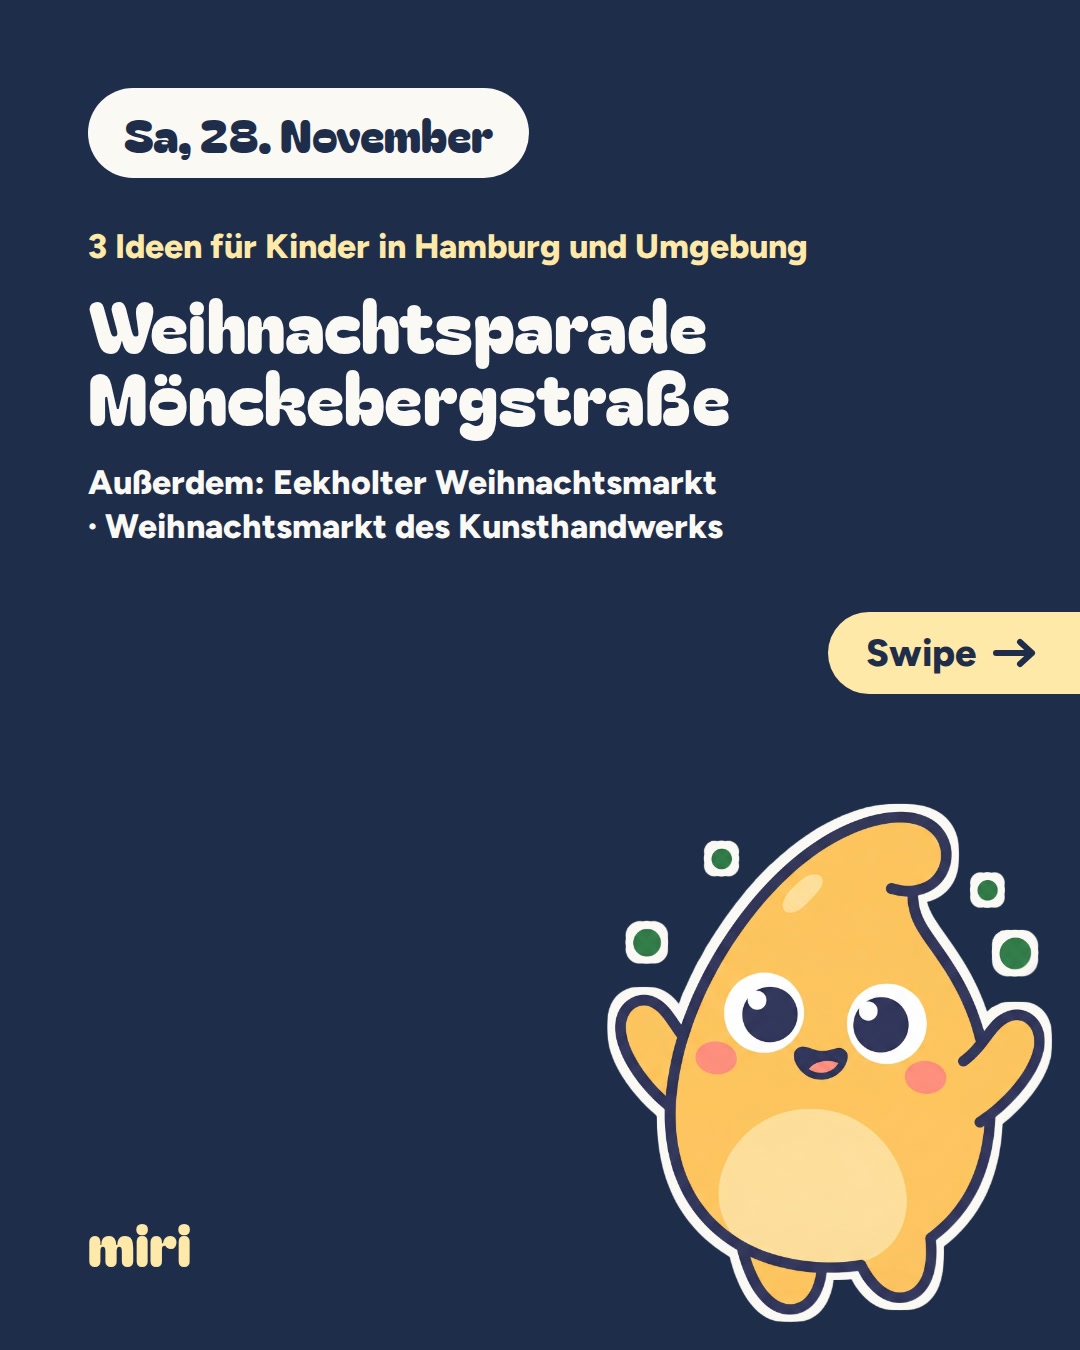 Sa, 28. November
3 Ideen für Kinder in Hamburg und Umgebung
Weihnachtsparade
Mönckebergstraße
Außerdem: Eekholter Weihnachtsmarkt
· Weihnachtsmarkt des Kunsthandwerks
Swipe →
miri